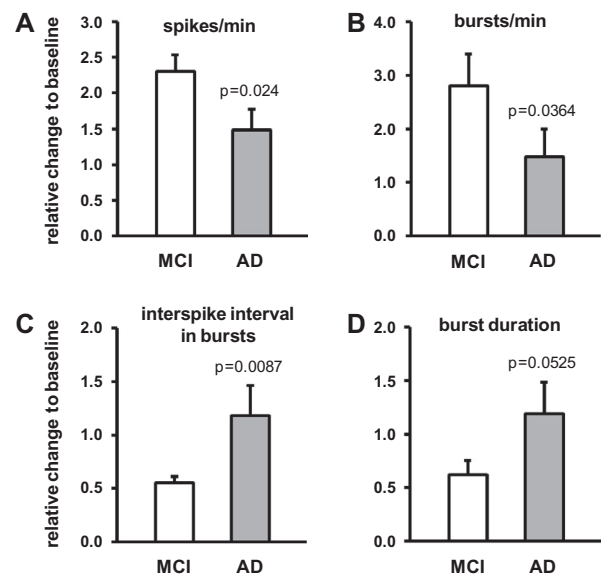 A
spikes/min
relative change to baseline
3.0
2.5
2.0
1.5
1.0
0.5
0.0
p=0.024
MCI AD
B
bursts/min
4.0
3.0
2.0
1.0
0.0
p=0.0364
MCI AD
C
interspike interval
in bursts
relative change to baseline
2.0
1.5
1.0
0.5
0.0
p=0.0087
MCI AD
D
burst duration
2.0
1.5
1.0
0.5
0.0
p=0.0525
MCI AD